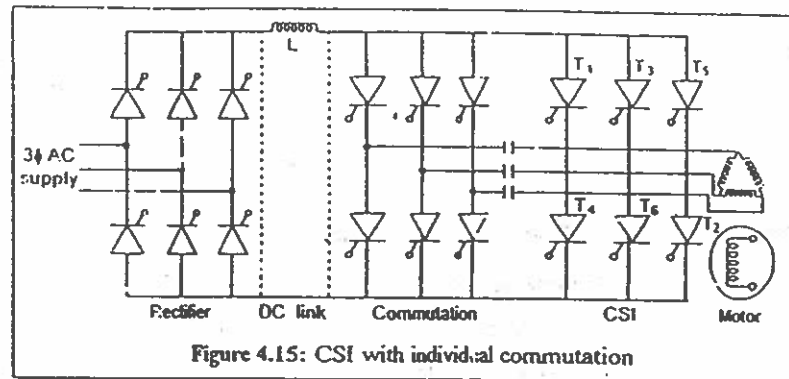 L
T₁ T₃ T₅
3ϕ AC
supply
T₄ T₆ T₂
Rectifier DC link Commutation CSI Motor
Figure 4.15: CSI with individual commutation